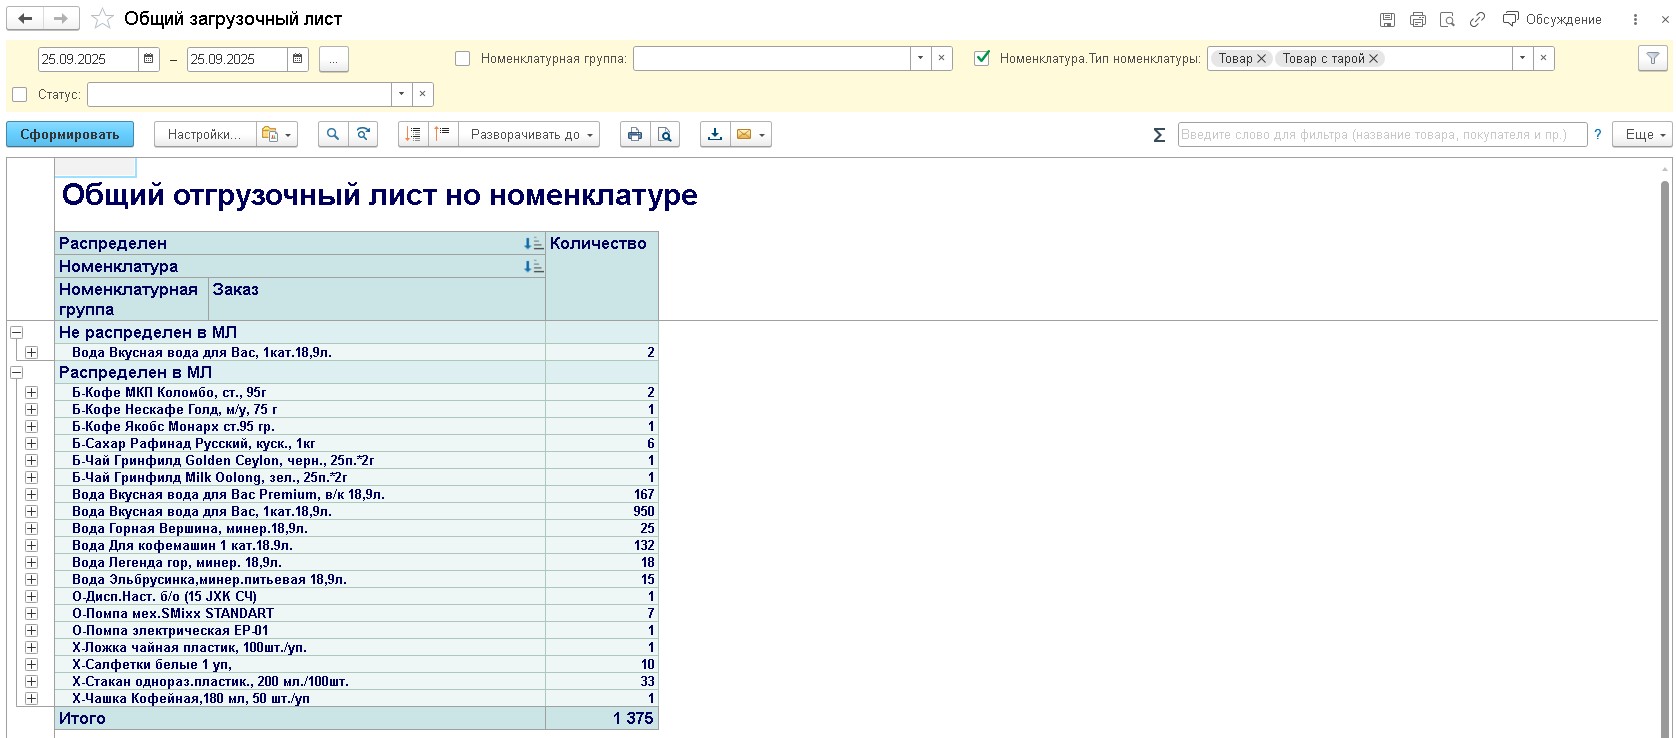 Общий загрузочный лист
Обсуждение
25.09.2025 – 25.09.2025 ... Номенклатурная группа: Номенклатура.Тип номенклатуры: Товар Товар с тарой
Статус:
Сформировать Настройки... Разворачивать до Σ Введите слово для фильтра (название товара, покупателя и пр.) ? Еще
Общий отгрузочный лист но номенклатуре
Распределен Количество
Номенклатура
Номенклатурная группа Заказ
Не распределен в МЛ
Вода Вкусная вода для Вас, 1кат.18,9л. 2
Распределен в МЛ
Б-Кофе МКП Коломбо, ст., 95г 2
Б-Кофе Нескафе Голд, м/у, 75 г 1
Б-Кофе Якобс Монарх ст.95 гр. 1
Б-Сахар Рафинад Русский, куск., 1кг 6
Б-Чай Гринфилд Golden Ceylon, черн., 25п.*2г 1
Б-Чай Гринфилд Milk Oolong, зел., 25п.*2г 1
Вода Вкусная вода для Вас Premium, в/к 18,9л. 167
Вода Вкусная вода для Вас, 1кат.18,9л. 950
Вода Горная Вершина, минер.18,9л. 25
Вода Для кофемашин 1 кат.18.9л. 132
Вода Легенда гор, минер. 18,9л. 18
Вода Эльбрусинка,минер.питьевая 18,9л. 15
О-Дисп.Наст. б/о (15 JXK СЧ) 1
О-Помпа мех.SMixx STANDART 7
О-Помпа электрическая EP-01 1
Х-Ложка чайная пластик, 100шт./уп. 1
Х-Салфетки белые 1 уп, 10
Х-Стакан однораз.пластик., 200 мл./100шт. 33
Х-Чашка Кофейная,180 мл, 50 шт./уп 1
Итого 1 375